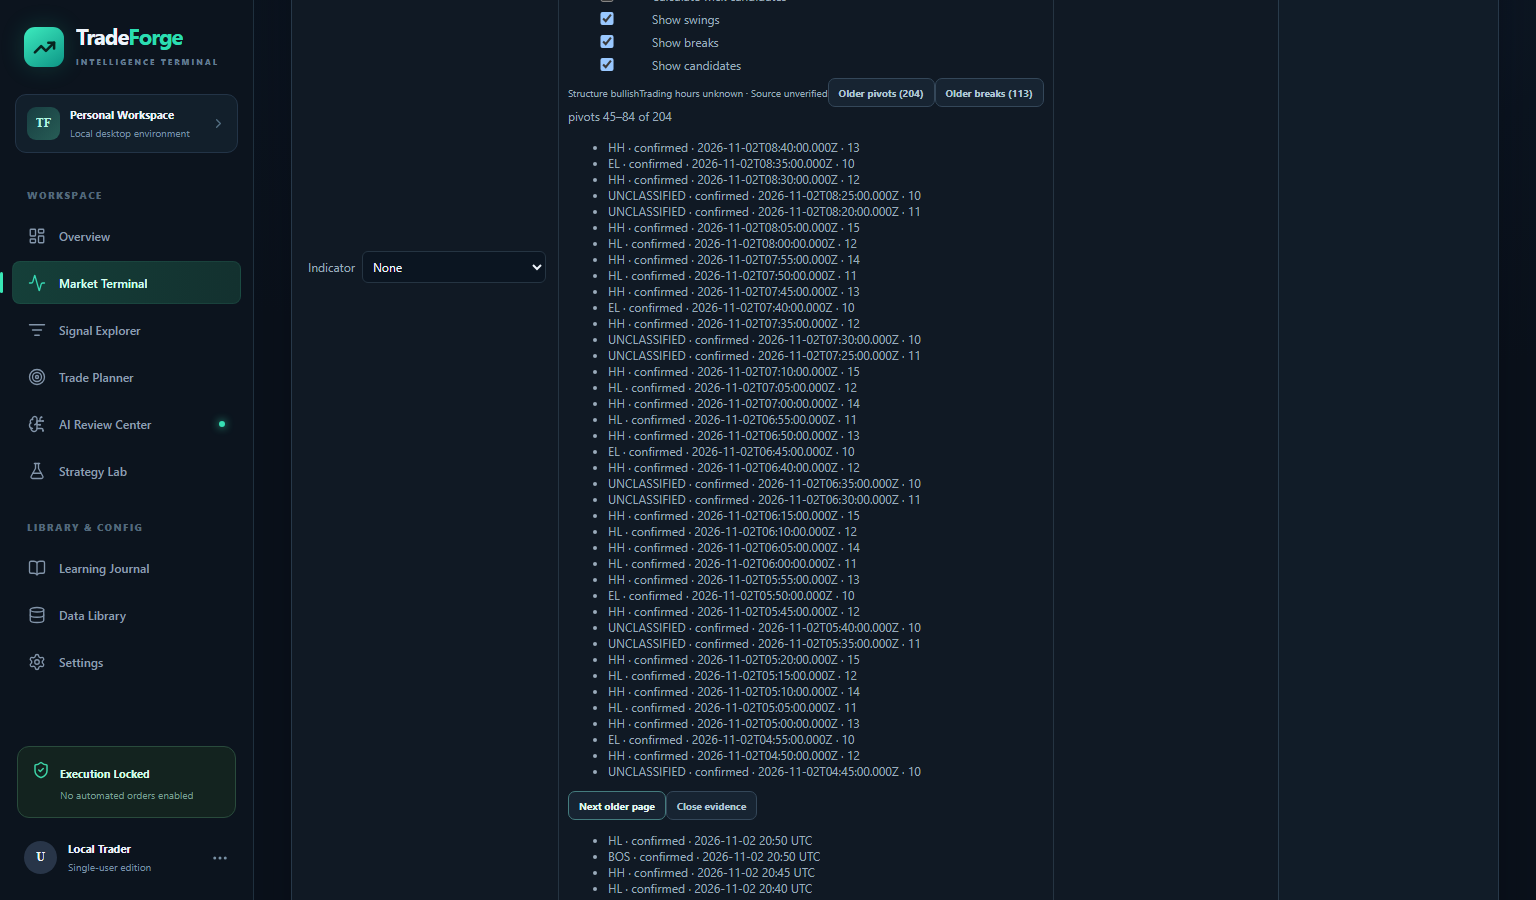 TradeForge
INTELLIGENCE TERMINAL
TF
Personal Workspace
Local desktop environment
WORKSPACE
Overview
Market Terminal
Signal Explorer
Trade Planner
AI Review Center
Strategy Lab
LIBRARY & CONFIG
Learning Journal
Data Library
Settings
Execution Locked
No automated orders enabled
U
Local Trader
Single-user edition
Indicator
None
Show swings
Show breaks
Show candidates
Structure bullishTrading hours unknown · Source unverified
Older pivots (204)
Older breaks (113)
pivots 45–84 of 204
HH · confirmed · 2026-11-02T08:40:00.000Z · 13
EL · confirmed · 2026-11-02T08:35:00.000Z · 10
HH · confirmed · 2026-11-02T08:30:00.000Z · 12
UNCLASSIFIED · confirmed · 2026-11-02T08:25:00.000Z · 10
UNCLASSIFIED · confirmed · 2026-11-02T08:20:00.000Z · 11
HH · confirmed · 2026-11-02T08:05:00.000Z · 15
HL · confirmed · 2026-11-02T08:00:00.000Z · 12
HH · confirmed · 2026-11-02T07:55:00.000Z · 14
HL · confirmed · 2026-11-02T07:50:00.000Z · 11
HH · confirmed · 2026-11-02T07:45:00.000Z · 13
EL · confirmed · 2026-11-02T07:40:00.000Z · 10
HH · confirmed · 2026-11-02T07:35:00.000Z · 12
UNCLASSIFIED · confirmed · 2026-11-02T07:30:00.000Z · 10
UNCLASSIFIED · confirmed · 2026-11-02T07:25:00.000Z · 11
HH · confirmed · 2026-11-02T07:10:00.000Z · 15
HL · confirmed · 2026-11-02T07:05:00.000Z · 12
HH · confirmed · 2026-11-02T07:00:00.000Z · 14
HL · confirmed · 2026-11-02T06:55:00.000Z · 11
HH · confirmed · 2026-11-02T06:50:00.000Z · 13
EL · confirmed · 2026-11-02T06:45:00.000Z · 10
HH · confirmed · 2026-11-02T06:40:00.000Z · 12
UNCLASSIFIED · confirmed · 2026-11-02T06:35:00.000Z · 10
UNCLASSIFIED · confirmed · 2026-11-02T06:30:00.000Z · 11
HH · confirmed · 2026-11-02T06:15:00.000Z · 15
HL · confirmed · 2026-11-02T06:10:00.000Z · 12
HH · confirmed · 2026-11-02T06:05:00.000Z · 14
HL · confirmed · 2026-11-02T06:00:00.000Z · 11
HH · confirmed · 2026-11-02T05:55:00.000Z · 13
EL · confirmed · 2026-11-02T05:50:00.000Z · 10
HH · confirmed · 2026-11-02T05:45:00.000Z · 12
UNCLASSIFIED · confirmed · 2026-11-02T05:40:00.000Z · 10
UNCLASSIFIED · confirmed · 2026-11-02T05:35:00.000Z · 11
HH · confirmed · 2026-11-02T05:20:00.000Z · 15
HL · confirmed · 2026-11-02T05:15:00.000Z · 12
HH · confirmed · 2026-11-02T05:10:00.000Z · 14
HL · confirmed · 2026-11-02T05:05:00.000Z · 11
HH · confirmed · 2026-11-02T05:00:00.000Z · 13
EL · confirmed · 2026-11-02T04:55:00.000Z · 10
HH · confirmed · 2026-11-02T04:50:00.000Z · 12
UNCLASSIFIED · confirmed · 2026-11-02T04:45:00.000Z · 10
Next older page
Close evidence
HL · confirmed · 2026-11-02 20:50 UTC
BOS · confirmed · 2026-11-02 20:50 UTC
HH · confirmed · 2026-11-02 20:45 UTC
HL · confirmed · 2026-11-02 20:40 UTC